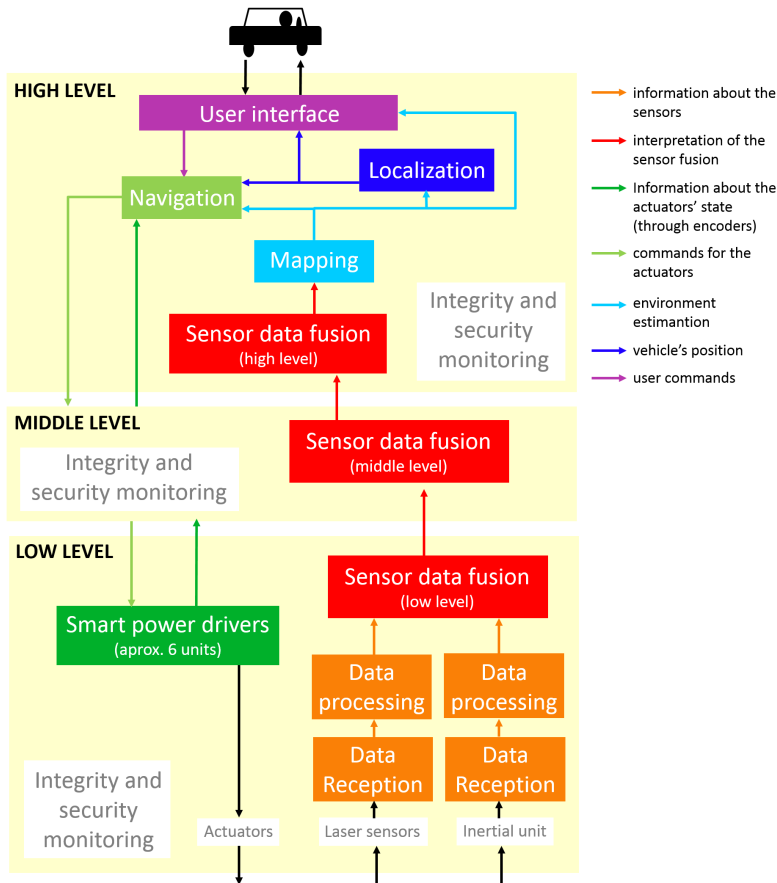 HIGH LEVEL
User interface
Localization
Navigation
Mapping
Sensor data fusion
(high level)
Integrity and
security
monitoring
MIDDLE LEVEL
Sensor data fusion
(middle level)
Integrity and
security monitoring
LOW LEVEL
Sensor data fusion
(low level)
Smart power drivers
(aprox. 6 units)
Data
processing
Data
processing
Data
Reception
Data
Reception
Integrity and
security
monitoring
Actuators
Laser sensors
Inertial unit
information about the
sensors
interpretation of the
sensor fusion
Information about the
actuators' state
(through encoders)
commands for the
actuators
environment
estimantion
vehicle's position
user commands